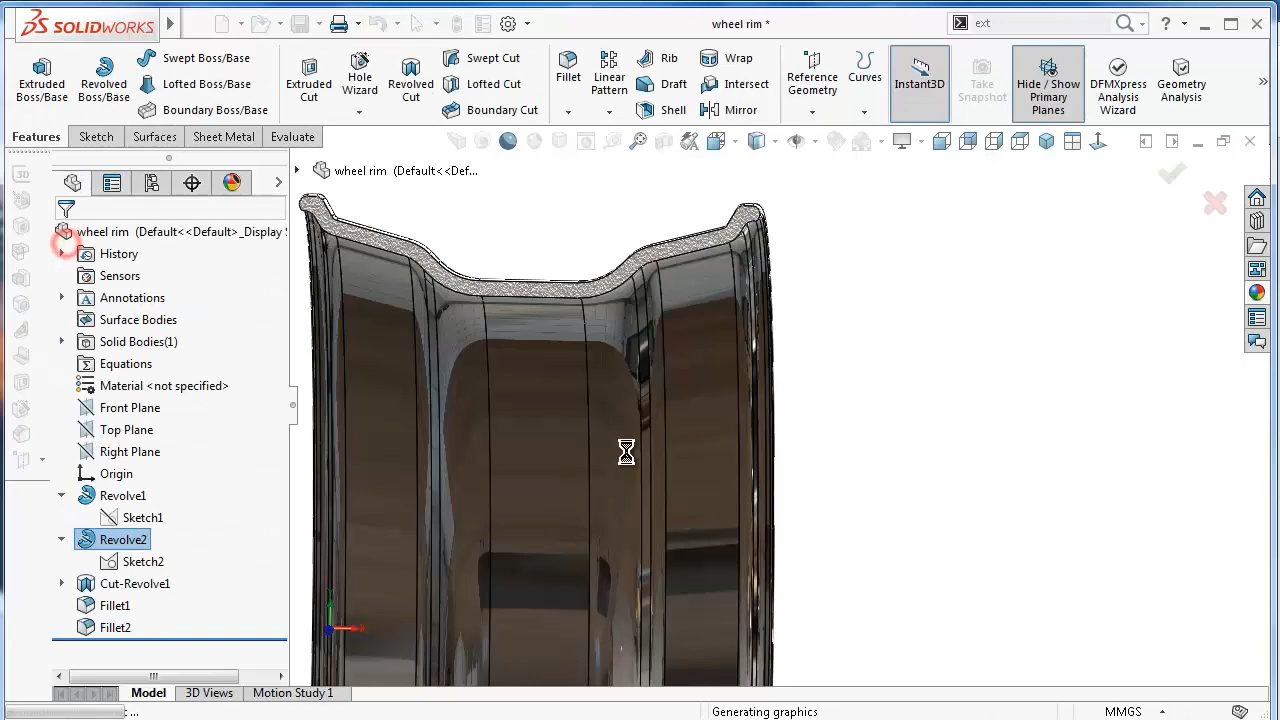 SOLIDWORKS
wheel rim *
ext
?
Extruded Boss/Base
Revolved Boss/Base
Swept Boss/Base
Lofted Boss/Base
Boundary Boss/Base
Extruded Cut
Hole Wizard
Revolved Cut
Swept Cut
Lofted Cut
Boundary Cut
Fillet
Linear Pattern
Rib
Draft
Shell
Wrap
Intersect
Mirror
Reference Geometry
Curves
Instant3D
Take Snapshot
Hide / Show Primary Planes
DFMXpress Analysis Wizard
Geometry Analysis
Features
Sketch
Surfaces
Sheet Metal
Evaluate
wheel rim (Default<<Def...
wheel rim (Default<<Default>_Display S
History
Sensors
Annotations
Surface Bodies
Solid Bodies(1)
Equations
Material <not specified>
Front Plane
Top Plane
Right Plane
Origin
Revolve1
Sketch1
Revolve2
Sketch2
Cut-Revolve1
Fillet1
Fillet2
Model
3D Views
Motion Study 1
Generating graphics
MMGS